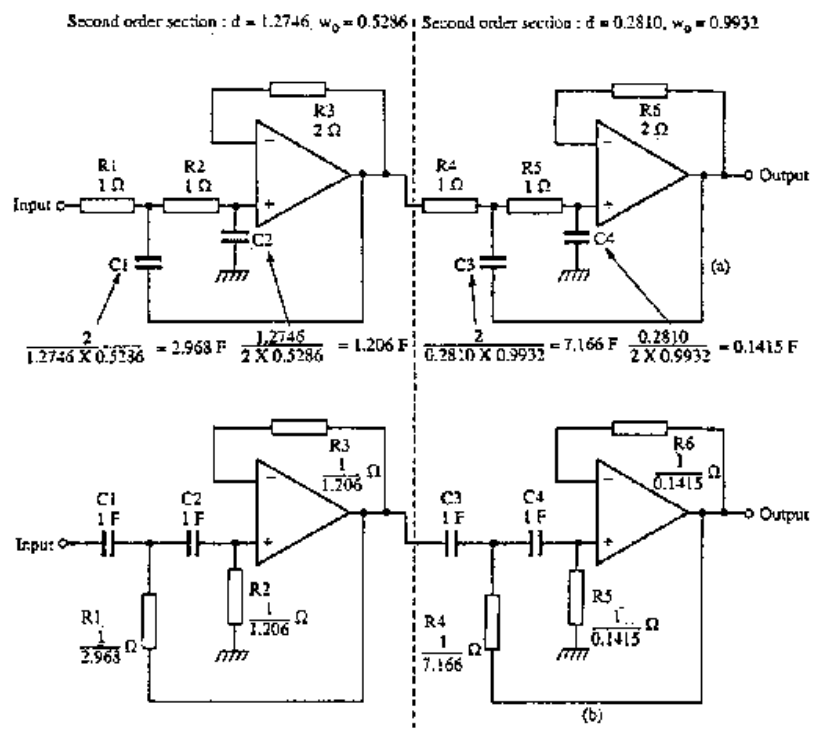 Second order section : d = 1.2746, w₀ = 0.5286
Second order section : d = 0.2810, w₀ = 0.9932
R3
2 Ω
R6
2 Ω
R1
1 Ω
R2
1 Ω
R4
1 Ω
R5
1 Ω
−
+
−
+
Input
Output
C1
C2
C3
C4
(a)
2 / 1.2746 X 0.5286 = 2.968 F
1.2746 / 2 X 0.5286 = 1.206 F
2 / 0.2810 X 0.9932 = 7.166 F
0.2810 / 2 X 0.9932 = 0.1415 F
R3
1 / 1.206 Ω
R6
1 / 0.1415 Ω
C1
1 F
C2
1 F
C3
1 F
C4
1 F
−
+
−
+
Input
Output
R1
1 / 2.968 Ω
R2
1 / 1.206 Ω
R4
1 / 7.166 Ω
R5
1 / 0.1415 Ω
(b)